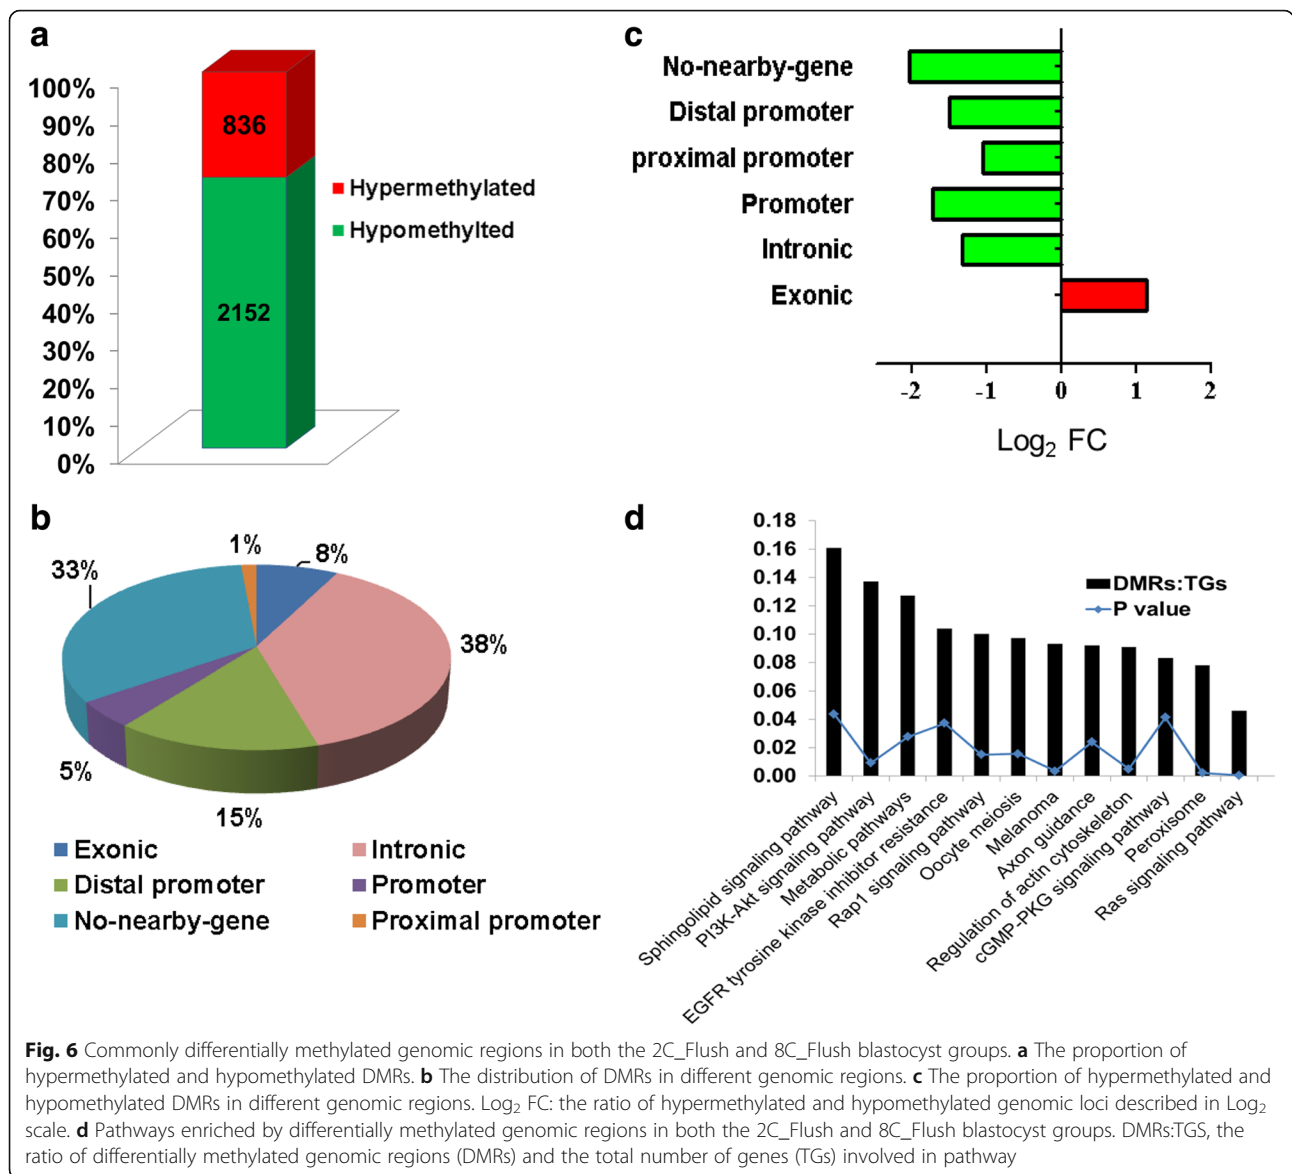 a
100%
90%
80%
70%
60%
50%
40%
30%
20%
10%
0%
836
2152
Hypermethylated
Hypomethylted
c
No-nearby-gene
Distal promoter
proximal promoter
Promoter
Intronic
Exonic
-2 -1 0 1 2
Log2 FC
b
1%
8%
33%
38%
5%
15%
Exonic
Intronic
Distal promoter
Promoter
No-nearby-gene
Proximal promoter
d
0.18
0.16
0.14
0.12
0.10
0.08
0.06
0.04
0.02
0.00
DMRs:TGs
P value
Sphingolipid signaling pathway
PI3K-Akt signaling pathway
Metabolic pathways
EGFR tyrosine kinase inhibitor resistance
Rap1 signaling pathway
Oocyte meiosis
Melanoma
Axon guidance
Regulation of actin cytoskeleton
cGMP-PKG signaling pathway
Peroxisome
Ras signaling pathway
Fig. 6 Commonly differentially methylated genomic regions in both the 2C_Flush and 8C_Flush blastocyst groups. a The proportion of
hypermethylated and hypomethylated DMRs. b The distribution of DMRs in different genomic regions. c The proportion of hypermethylated and
hypomethylated DMRs in different genomic regions. Log2 FC: the ratio of hypermethylated and hypomethylated genomic loci described in Log2
scale. d Pathways enriched by differentially methylated genomic regions in both the 2C_Flush and 8C_Flush blastocyst groups. DMRs:TGS, the
ratio of differentially methylated genomic regions (DMRs) and the total number of genes (TGs) involved in pathway